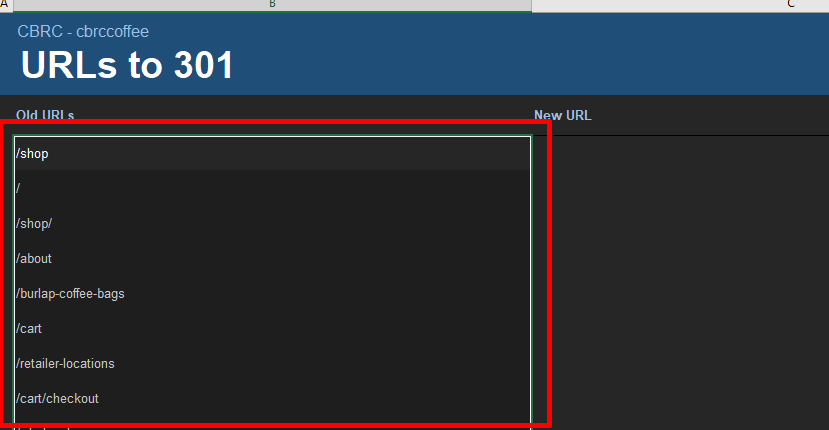 A B C
CBRC - cbrccoffee
URLs to 301
Old URLs New URL
/shop
/
/shop/
/about
/burlap-coffee-bags
/cart
/retailer-locations
/cart/checkout